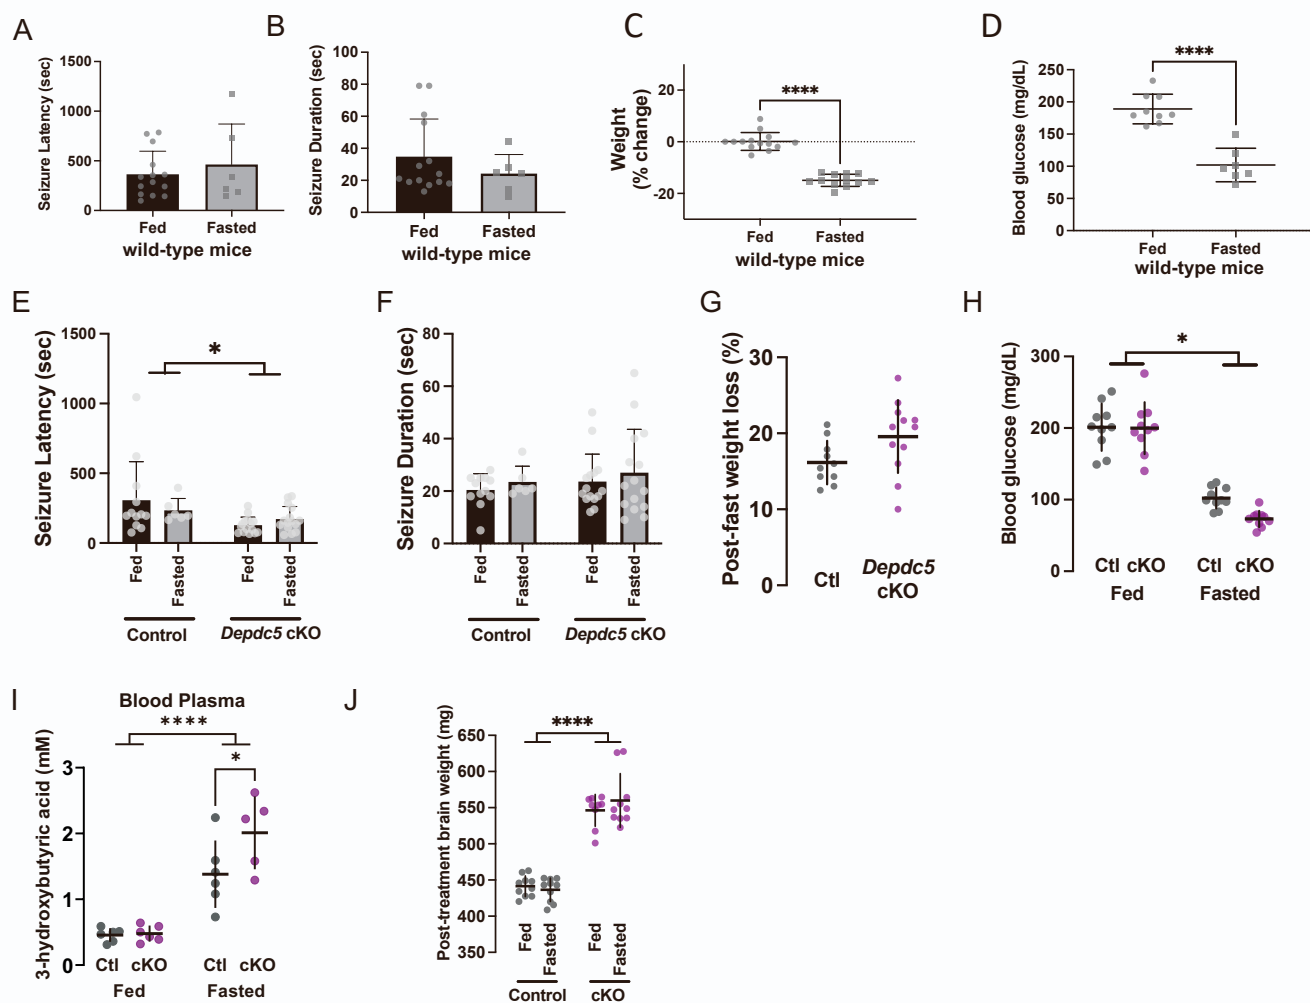 A
Seizure Latency (sec)
1500
1000
500
0
Fed
Fasted
wild-type mice
B
Seizure Duration (sec)
100
80
60
40
20
0
Fed
Fasted
wild-type mice
C
Weight
(% change)
20
0
-20
****
Fed
Fasted
wild-type mice
D
Blood glucose (mg/dL)
250
200
150
100
50
0
****
Fed
Fasted
wild-type mice
E
Seizure Latency (sec)
1500
1000
500
0
*
Fed
Fasted
Fed
Fasted
Control
Depdc5 cKO
F
Seizure Duration (sec)
80
60
40
20
0
Fed
Fasted
Fed
Fasted
Control
Depdc5 cKO
G
Post-fast weight loss (%)
30
20
10
0
Ctl
Depdc5
cKO
H
Blood glucose (mg/dL)
300
200
100
0
*
Ctl cKO
Ctl cKO
Fed
Fasted
I
Blood Plasma
3-hydroxybutyric acid (mM)
3
2
1
0
****
*
Ctl cKO
Ctl cKO
Fed
Fasted
J
Post-treatment brain weight (mg)
650
600
550
500
450
400
350
****
Fed
Fasted
Fed
Fasted
Control
cKO